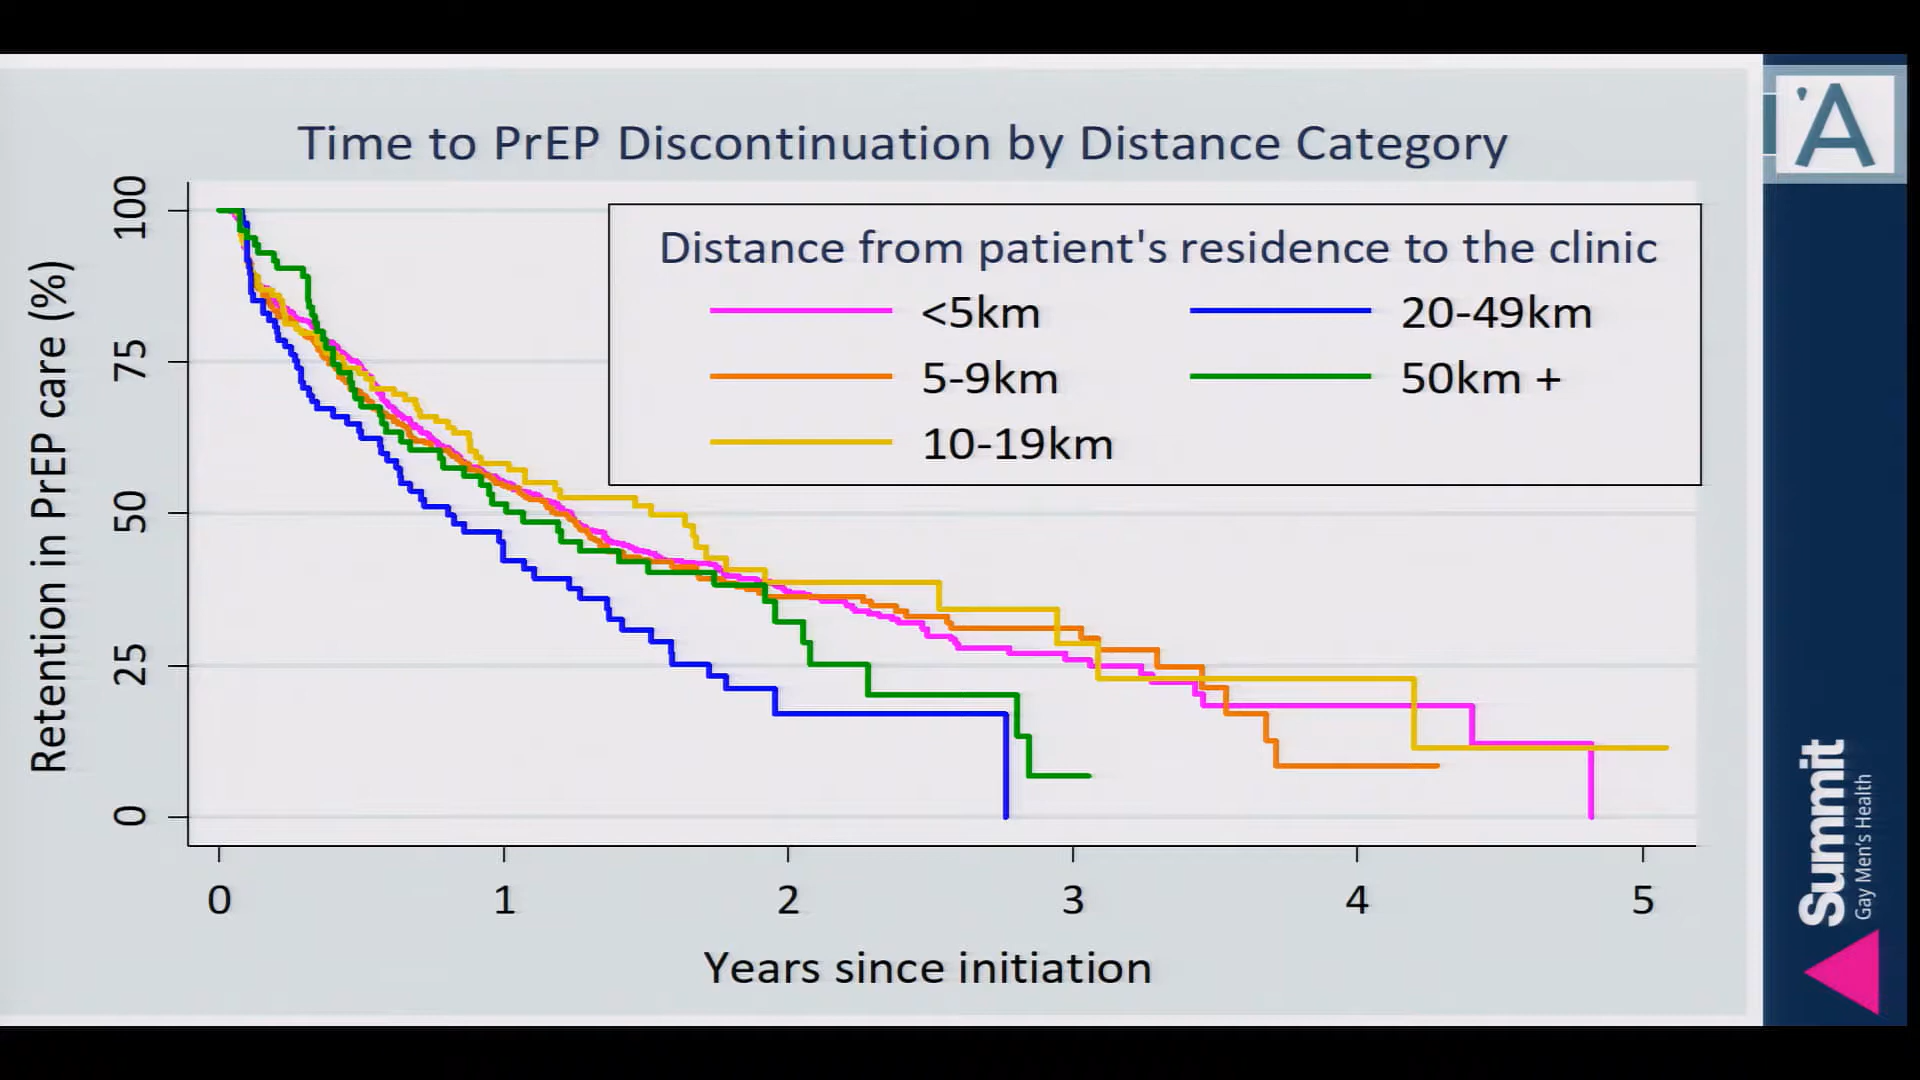 Time to PrEP Discontinuation by Distance Category
Distance from patient's residence to the clinic
<5km
20-49km
5-9km
50km +
10-19km
Retention in PrEP care (%)
100
75
50
25
0
0 1 2 3 4 5
Years since initiation
A
Summit
Gay Men's Health